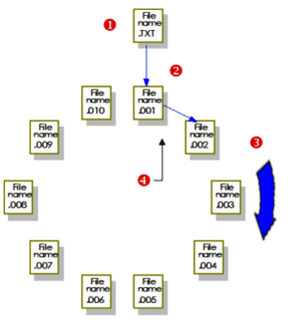 1
File
name
.TXT
2
File
name
.010
File
name
.001
File
name
.002
File
name
.009
3
4
File
name
.008
File
name
.003
File
name
.007
File
name
.004
File
name
.006
File
name
.005